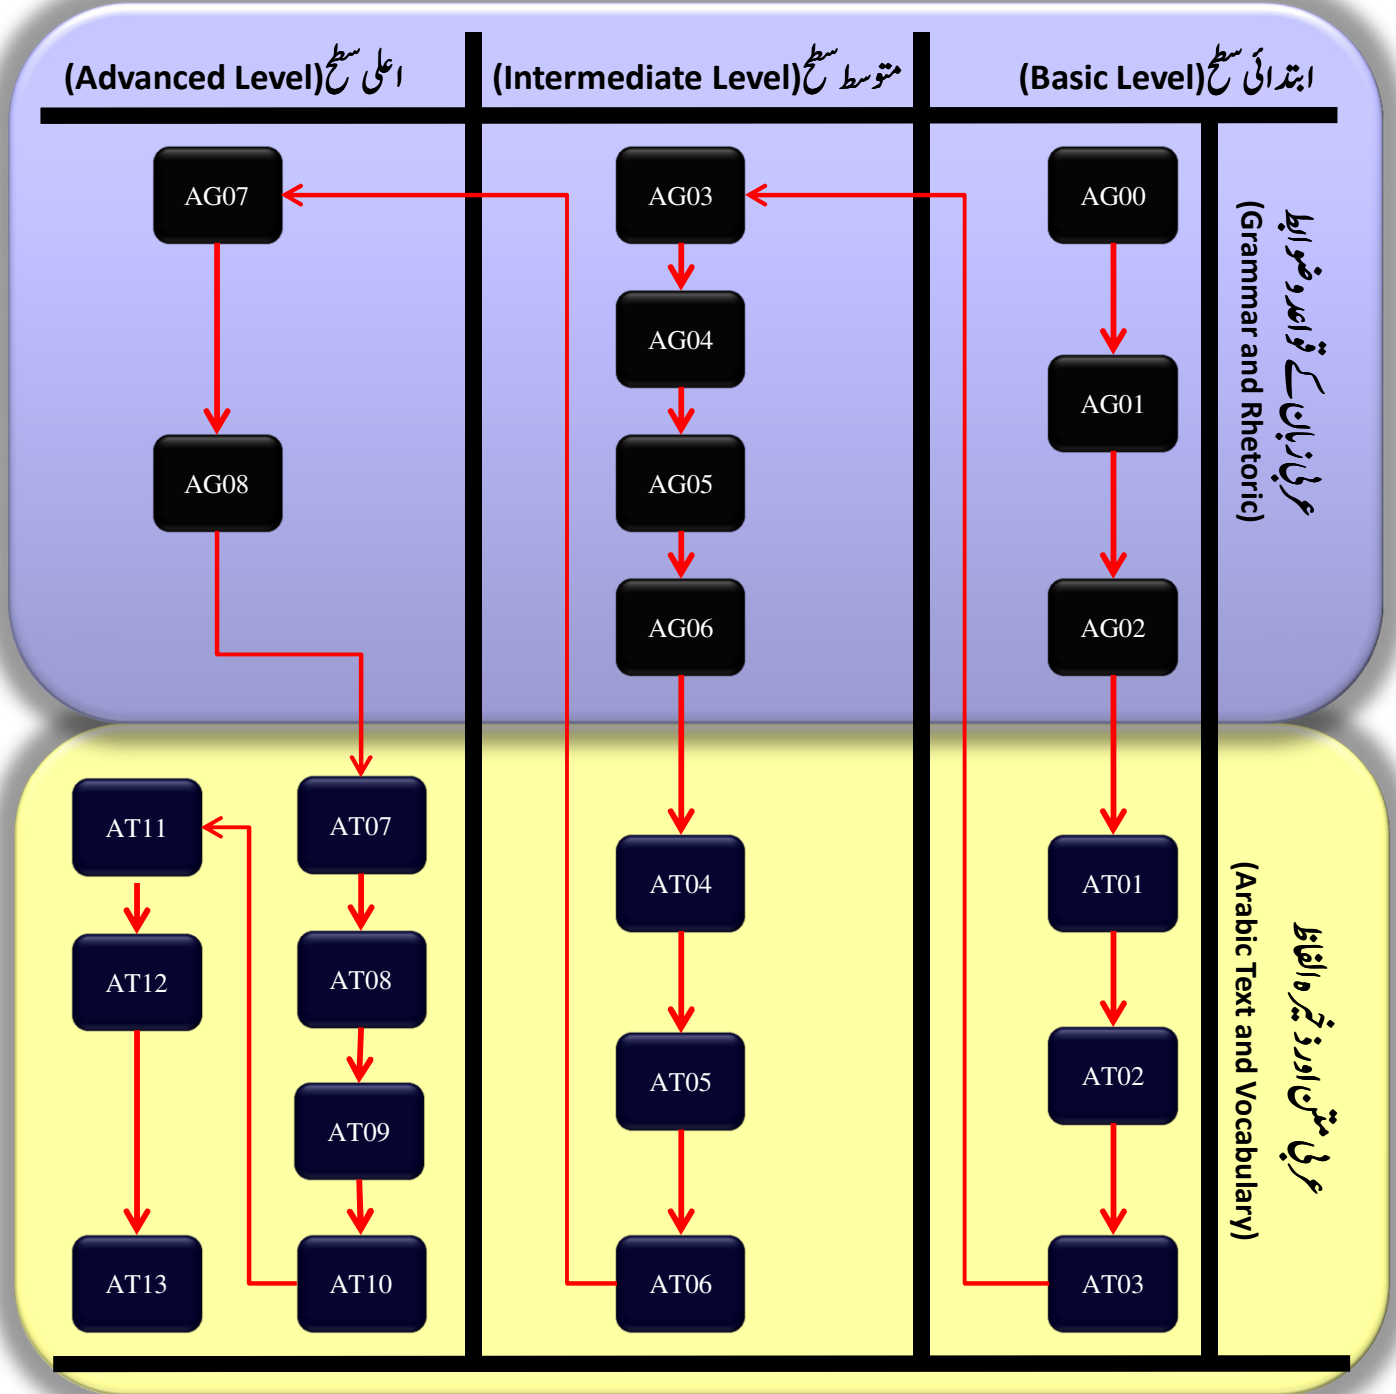 ابتدائی سطح(Basic Level)
متوسط سطح(Intermediate Level)
اعلی سطح(Advanced Level)
عربی زبان کے قواعد و ضوابط
(Grammar and Rhetoric)
AG00
AG01
AG02
AG03
AG04
AG05
AG06
AG07
AG08
عربی متن اور ذخیرہ الفاظ
(Arabic Text and Vocabulary)
AT01
AT02
AT03
AT04
AT05
AT06
AT07
AT08
AT09
AT10
AT11
AT12
AT13